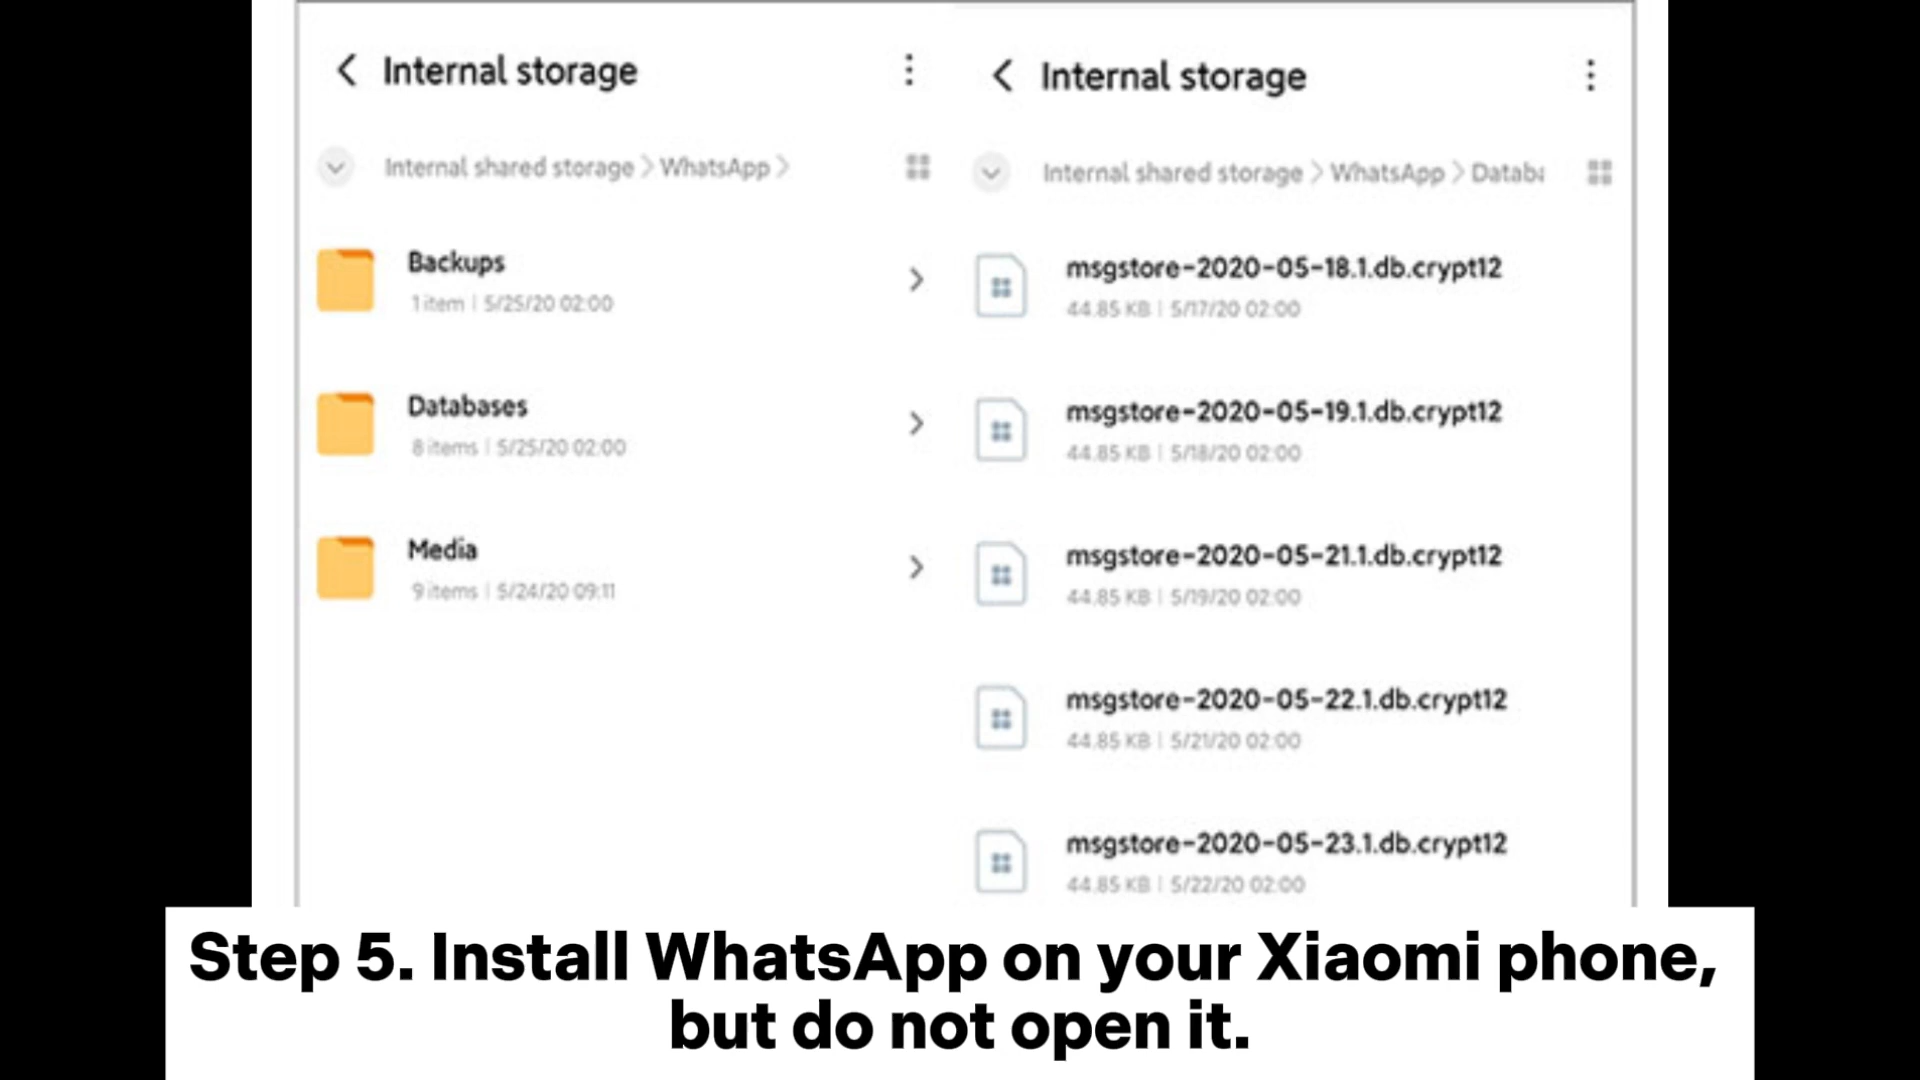 Internal storage
Internal shared storage > WhatsApp >
Backups
1 item | 5/25/20 02:00
Databases
8 items | 5/25/20 02:00
Media
9 items | 5/24/20 09:11
Internal storage
Internal shared storage > WhatsApp > Databa
msgstore-2020-05-18.1.db.crypt12
44.85 KB | 5/17/20 02:00
msgstore-2020-05-19.1.db.crypt12
44.85 KB | 5/18/20 02:00
msgstore-2020-05-21.1.db.crypt12
44.85 KB | 5/19/20 02:00
msgstore-2020-05-22.1.db.crypt12
44.85 KB | 5/21/20 02:00
msgstore-2020-05-23.1.db.crypt12
44.85 KB | 5/22/20 02:00
Step 5. Install WhatsApp on your Xiaomi phone,
but do not open it.